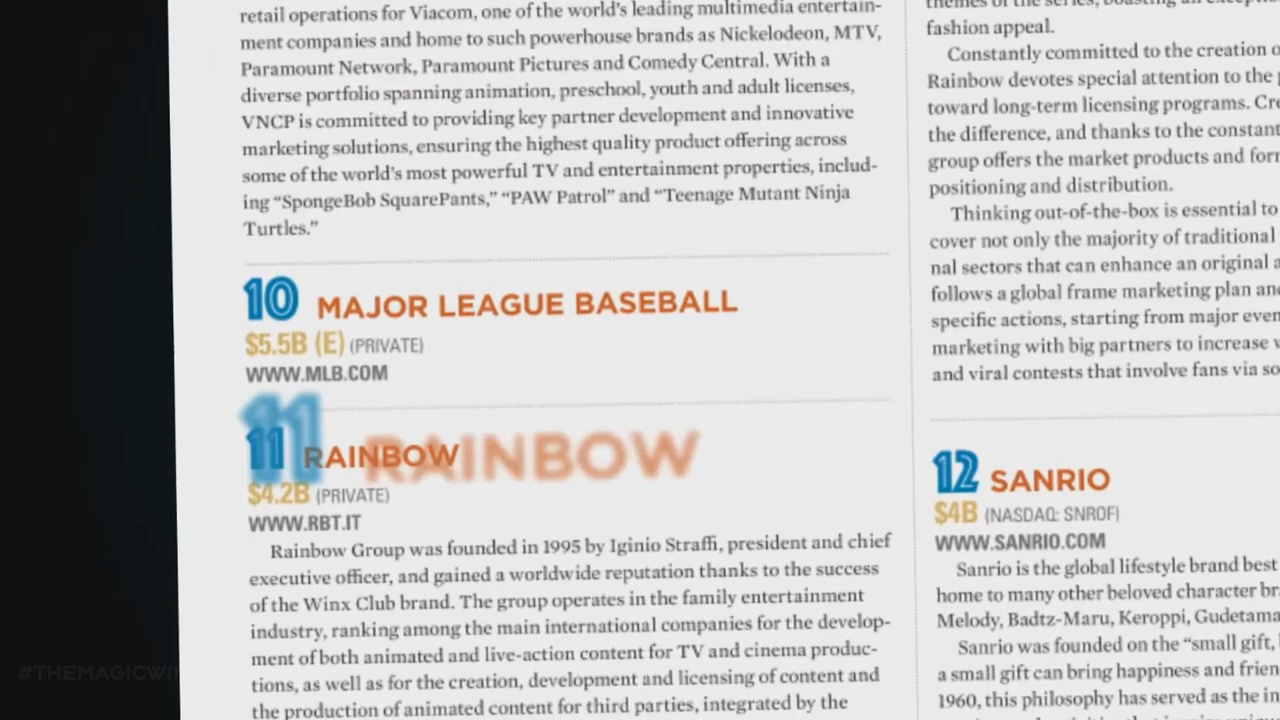 retail operations for Viacom, one of the world's leading multimedia entertain-
ment companies and home to such powerhouse brands as Nickelodeon, MTV,
Paramount Network, Paramount Pictures and Comedy Central. With a
diverse portfolio spanning animation, preschool, youth and adult licenses,
VNCP is committed to providing key partner development and innovative
marketing solutions, ensuring the highest quality product offering across
some of the world's most powerful TV and entertainment properties, includ-
ing “SpongeBob SquarePants,” “PAW Patrol” and “Teenage Mutant Ninja
Turtles.”
10 MAJOR LEAGUE BASEBALL
$5.5B (E) (PRIVATE)
WWW.MLB.COM
11 RAINBOW
11 RAINBOW
$4.2B (PRIVATE)
WWW.RBT.IT
Rainbow Group was founded in 1995 by Iginio Straffi, president and chief
executive officer, and gained a worldwide reputation thanks to the success
of the Winx Club brand. The group operates in the family entertainment
industry, ranking among the main international companies for the develop-
ment of both animated and live-action content for TV and cinema produc-
tions, as well as for the creation, development and licensing of content and
the production of animated content for third parties, integrated by the
themes of the series, boasting an
fashion appeal.
Constantly committed to the creation
Rainbow devotes special attention to the
toward long-term licensing programs.
the difference, and thanks to the constant
group offers the market products and
positioning and distribution.
Thinking out-of-the-box is essential to
cover not only the majority of traditional
nal sectors that can enhance an original
follows a global frame marketing plan
specific actions, starting from major
marketing with big partners to increase
and viral contests that involve fans via
12 SANRIO
$4B (NASDAQ: SNROF)
WWW.SANRIO.COM
Sanrio is the global lifestyle brand best
home to many other beloved character
Melody, Badtz-Maru, Keroppi, Gudetama
Sanrio was founded on the “small gift,
a small gift can bring happiness and
1960, this philosophy has served as the
#THEMAGICWI